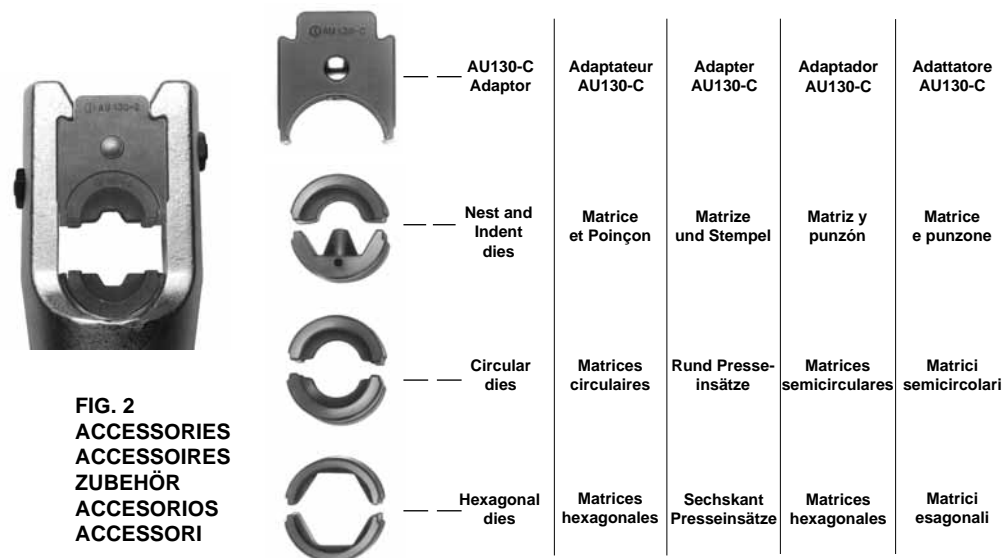 AU130-C
AU130-C
Adaptor
Adaptateur
AU130-C
Adapter
AU130-C
Adaptador
AU130-C
Adattatore
AU130-C
Nest and
Indent
dies
Matrice
et Poinçon
Matrize
und Stempel
Matriz y
punzón
Matrice
e punzone
Circular
dies
Matrices
circulaires
Rund Presse-
insätze
Matrices
semicirculares
Matrici
semicircolari
Hexagonal
dies
Matrices
hexagonales
Sechskant
Presseinsätze
Matrices
hexagonales
Matrici
esagonali
FIG. 2
ACCESSORIES
ACCESSOIRES
ZUBEHÖR
ACCESORIOS
ACCESSORI